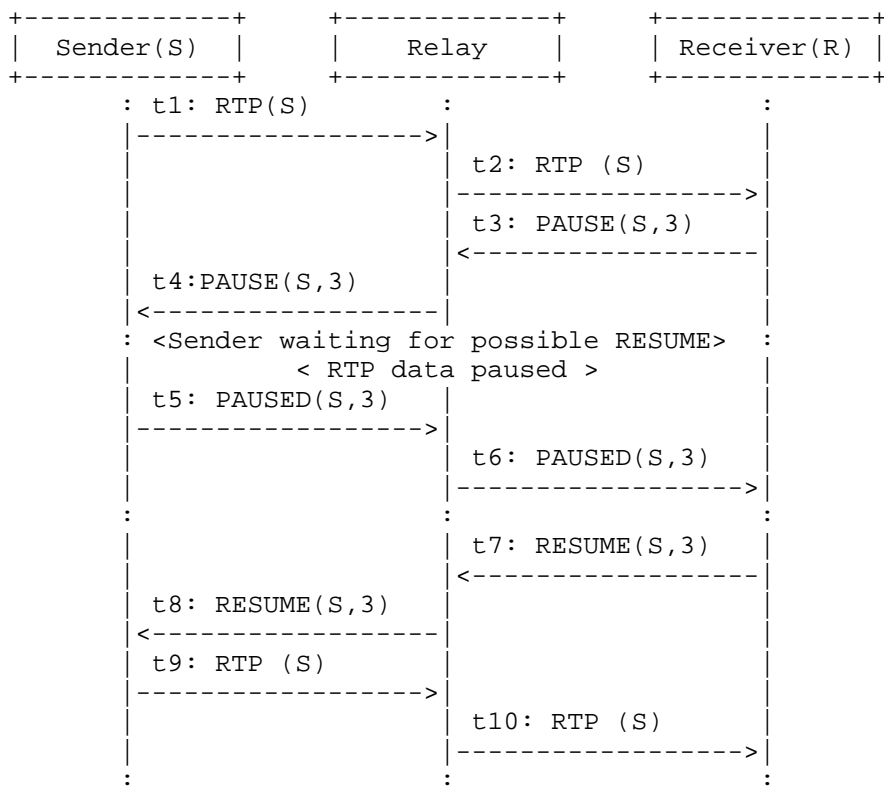 Sender(S) Relay Receiver(R)
t1: RTP(S)
t2: RTP (S)
t3: PAUSE(S,3)
t4:PAUSE(S,3)
<Sender waiting for possible RESUME>
< RTP data paused >
t5: PAUSED(S,3)
t6: PAUSED(S,3)
t7: RESUME(S,3)
t8: RESUME(S,3)
t9: RTP (S)
t10: RTP (S)